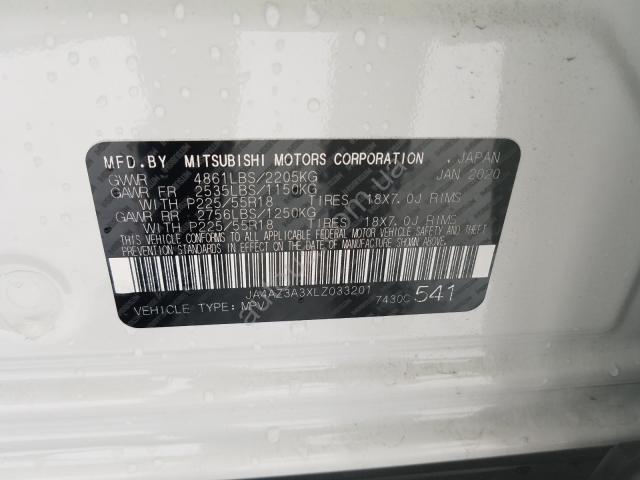 MFD.BY MITSUBISHI MOTORS CORPORATION .JAPAN
GVWR 4861LBS/2205KG JAN 2020
GAWR FR 2535LBS/1150KG
WITH P225/55R18 TIRES 18X7.0J RIMS
GAWR RR 2756LBS/1250KG
WITH P225/55R18 TIRES 18X7.0J RIMS
THIS VEHICLE CONFORMS TO ALL APPLICABLE FEDERAL MOTOR VEHICLE SAFETY AND THEFT
PREVENTION STANDARDS IN EFFECT ON THE DATE OF MANUFACTURE SHOWN ABOVE.
JA4AZ3A3XLZ033201
VEHICLE TYPE: MPV 7430C 541